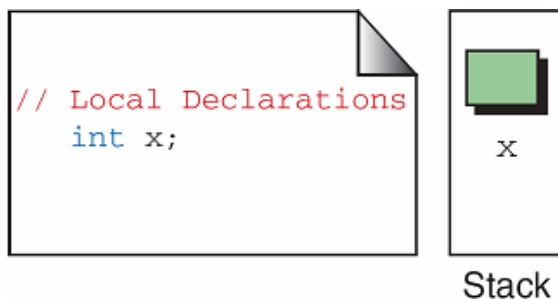 // Local Declarations
int x;
x
Stack